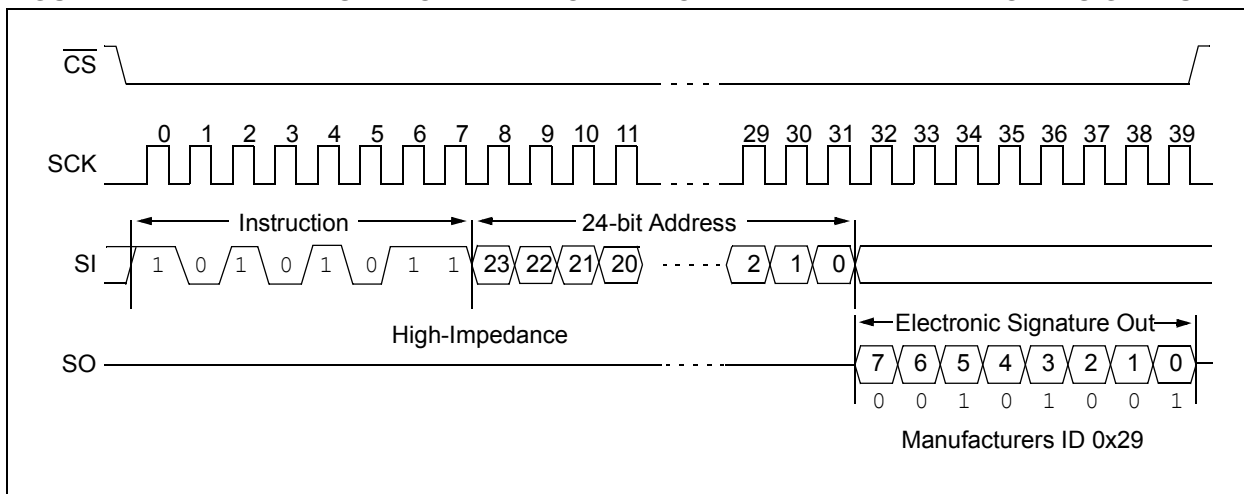 CS
0 1 2 3 4 5 6 7 8 9 10 11 29 30 31 32 33 34 35 36 37 38 39
SCK
Instruction 24-bit Address
SI 1 0 1 0 1 0 1 1 23 22 21 20 2 1 0
High-Impedance Electronic Signature Out
SO 7 6 5 4 3 2 1 0
0 0 1 0 1 0 0 1
Manufacturers ID 0x29